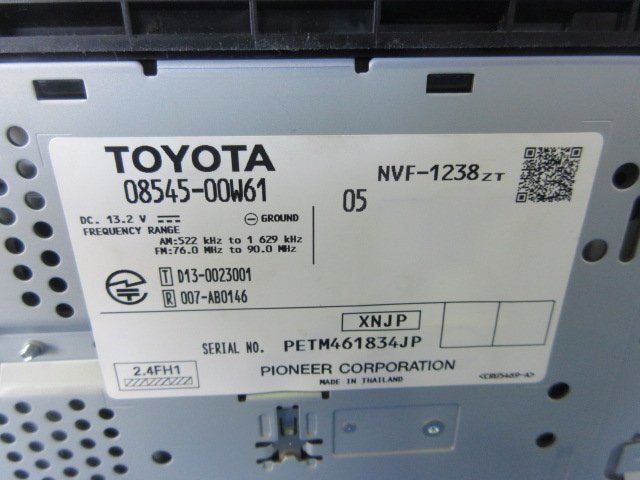 TOYOTA
08545-00W61
NVF-1238ZT
05
DC. 13.2 V
GROUND
FREQUENCY RANGE
AM:522 kHz to 1 629 kHz
FM:76.0 MHz to 90.0 MHz
T D13-0023001
R 007-AB0146
XNJP
SERIAL NO. PETM461834JP
2.4FH1
PIONEER CORPORATION
MADE IN THAILAND
<CRW5469-A>